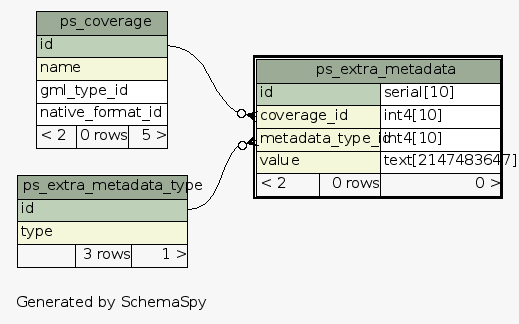 ps_coverage
id
name
gml_type_id
native_format_id
< 2 0 rows 5 >
ps_extra_metadata
id serial[10]
coverage_id int4[10]
metadata_type_id int4[10]
value text[2147483647]
< 2 0 rows 0 >
ps_extra_metadata_type
id
type
3 rows 1 >
Generated by SchemaSpy